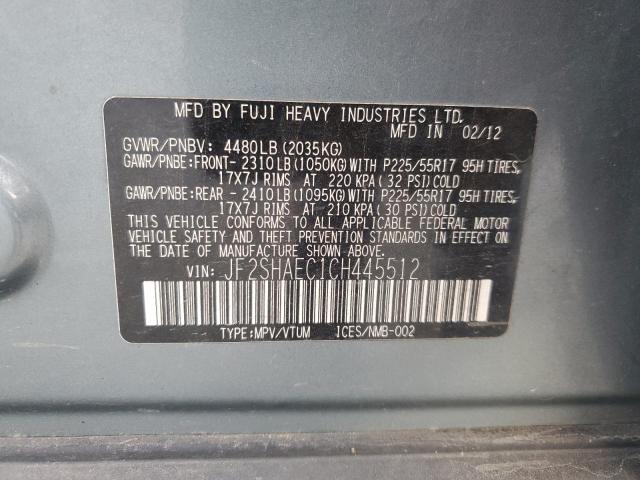 MFD BY FUJI HEAVY INDUSTRIES LTD.
MFD IN 02/12
GVWR/PNBV: 4480LB(2035KG)
GAWR/PNBE:FRONT- 2310LB(1050KG)WITH P225/55R17 95H TIRES,
17X7J RIMS AT 220 KPA(32 PSI)COLD
GAWR/PNBE:REAR - 2410LB(1095KG)WITH P225/55R17 95H TIRES,
17X7J RIMS AT 210 KPA(30 PSI)COLD
THIS VEHICLE CONFORMS TO ALL APPLICABLE FEDERAL MOTOR
VEHICLE SAFETY AND THEFT PREVENTION STANDARDS IN EFFECT
ON THE DATE OF MANUFACTURE SHOWN ABOVE.
VIN: JF2SHAEC1CH445512
TYPE:MPV/VTUM ICES/NMB-002